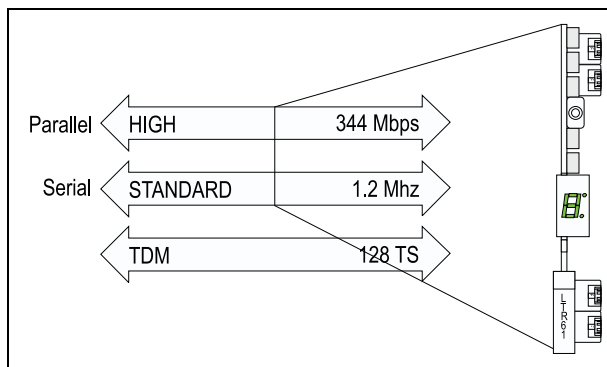 Parallel HIGH 344 Mbps
Serial STANDARD 1.2 Mhz
TDM 128 TS
LTR61